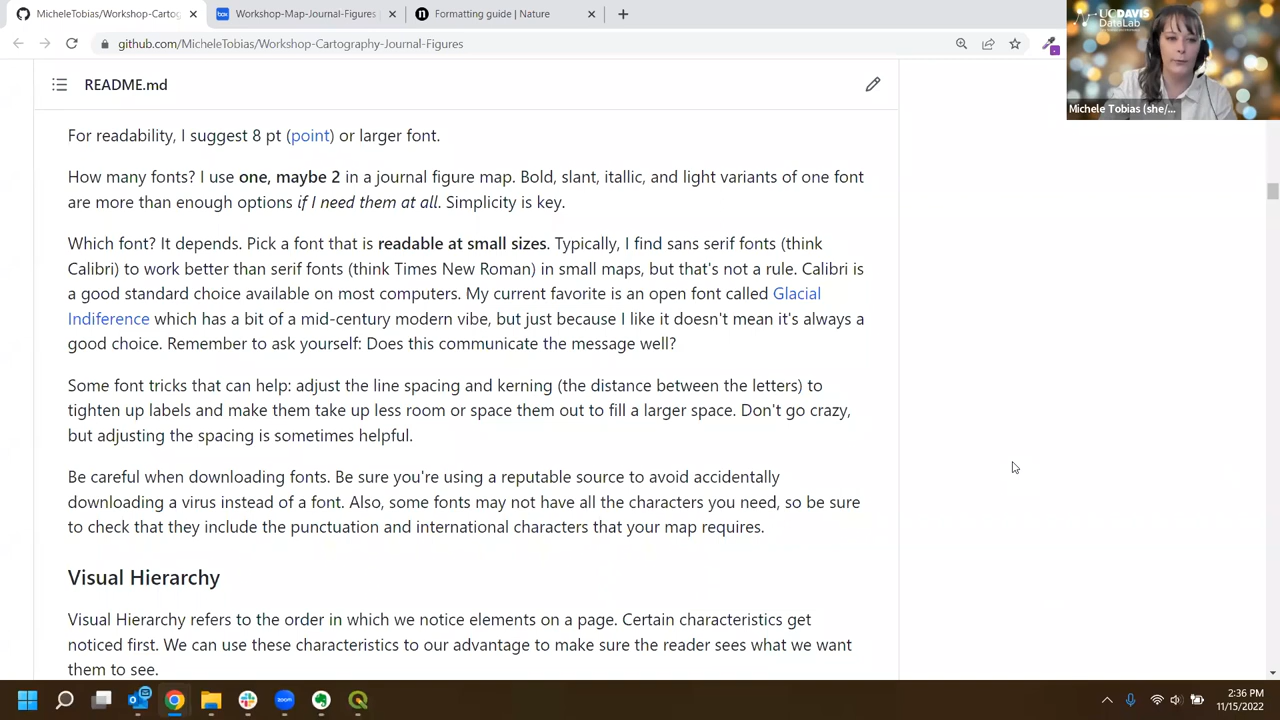 MicheleTobias/Workshop-Cartog
Workshop-Map-Journal-Figures
Formatting guide | Nature
github.com/MicheleTobias/Workshop-Cartography-Journal-Figures
UCDAVIS
DataLab
Michele Tobias (she/...
README.md
For readability, I suggest 8 pt (point) or larger font.
How many fonts? I use one, maybe 2 in a journal figure map. Bold, slant, itallic, and light variants of one font
are more than enough options if I need them at all. Simplicity is key.
Which font? It depends. Pick a font that is readable at small sizes. Typically, I find sans serif fonts (think
Calibri) to work better than serif fonts (think Times New Roman) in small maps, but that's not a rule. Calibri is
a good standard choice available on most computers. My current favorite is an open font called Glacial
Indiference which has a bit of a mid-century modern vibe, but just because I like it doesn't mean it's always a
good choice. Remember to ask yourself: Does this communicate the message well?
Some font tricks that can help: adjust the line spacing and kerning (the distance between the letters) to
tighten up labels and make them take up less room or space them out to fill a larger space. Don't go crazy,
but adjusting the spacing is sometimes helpful.
Be careful when downloading fonts. Be sure you're using a reputable source to avoid accidentally
downloading a virus instead of a font. Also, some fonts may not have all the characters you need, so be sure
to check that they include the punctuation and international characters that your map requires.
Visual Hierarchy
Visual Hierarchy refers to the order in which we notice elements on a page. Certain characteristics get
noticed first. We can use these characteristics to our advantage to make sure the reader sees what we want
them to see.
2:36 PM
11/15/2022